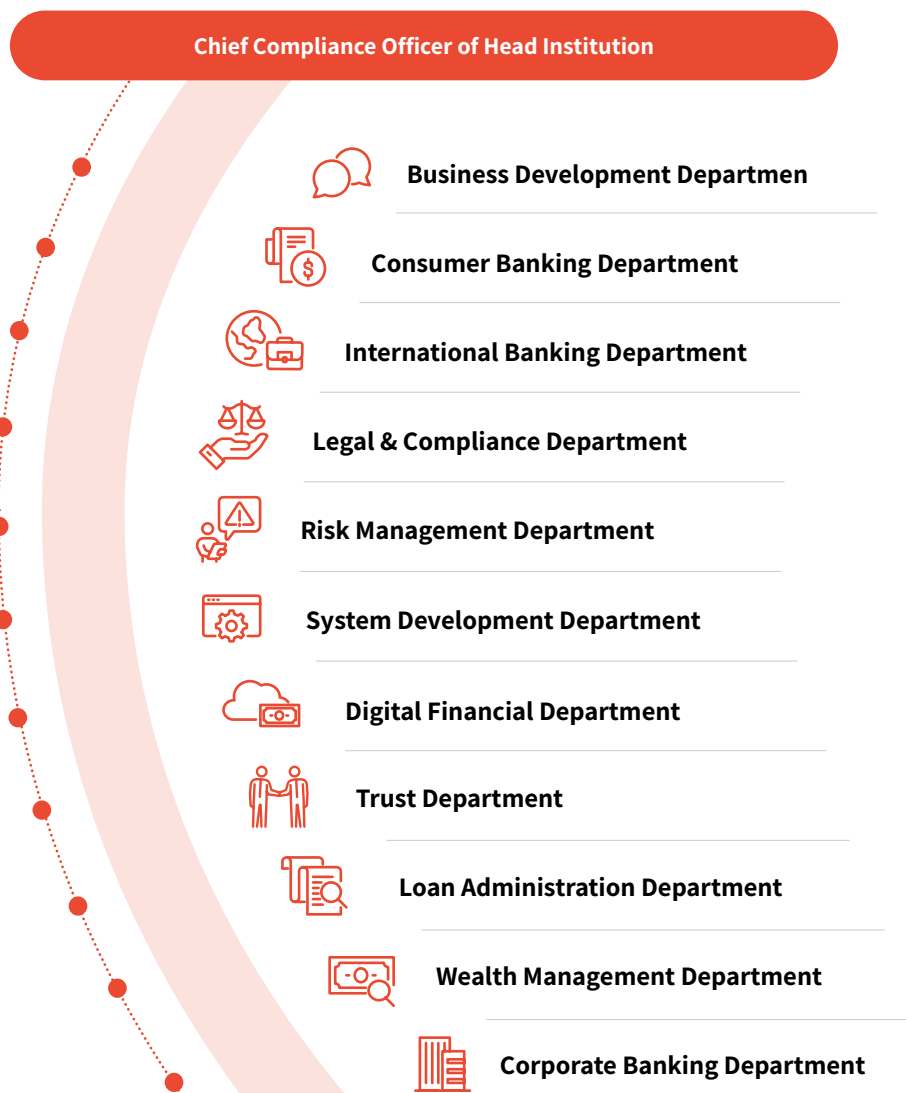 Chief Compliance Officer of Head Institution
Business Development Departmen
Consumer Banking Department
International Banking Department
Legal & Compliance Department
Risk Management Department
System Development Department
Digital Financial Department
Trust Department
Loan Administration Department
Wealth Management Department
Corporate Banking Department